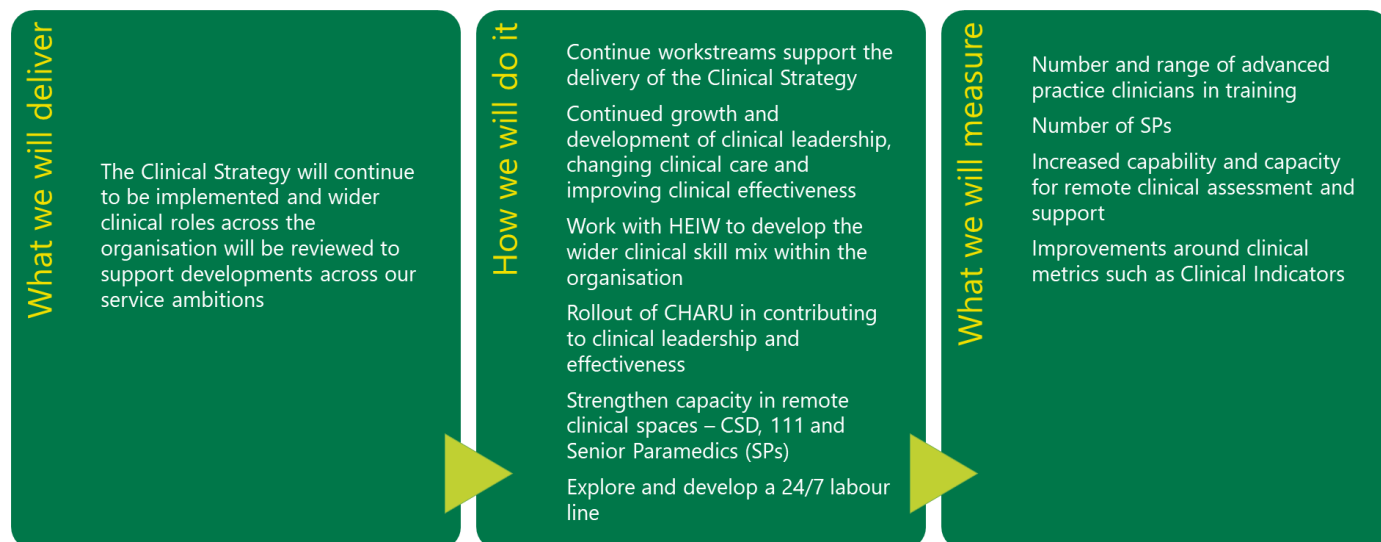 What we will deliver
The Clinical Strategy will continue
to be implemented and wider
clinical roles across the
organisation will be reviewed to
support developments across our
service ambitions
How we will do it
Continue workstreams support the
delivery of the Clinical Strategy
Continued growth and
development of clinical leadership,
changing clinical care and
improving clinical effectiveness
Work with HEIW to develop the
wider clinical skill mix within the
organisation
Rollout of CHARU in contributing
to clinical leadership and
effectiveness
Strengthen capacity in remote
clinical spaces – CSD, 111 and
Senior Paramedics (SPs)
Explore and develop a 24/7 labour
line
What we will measure
Number and range of advanced
practice clinicians in training
Number of SPs
Increased capability and capacity
for remote clinical assessment and
support
Improvements around clinical
metrics such as Clinical Indicators